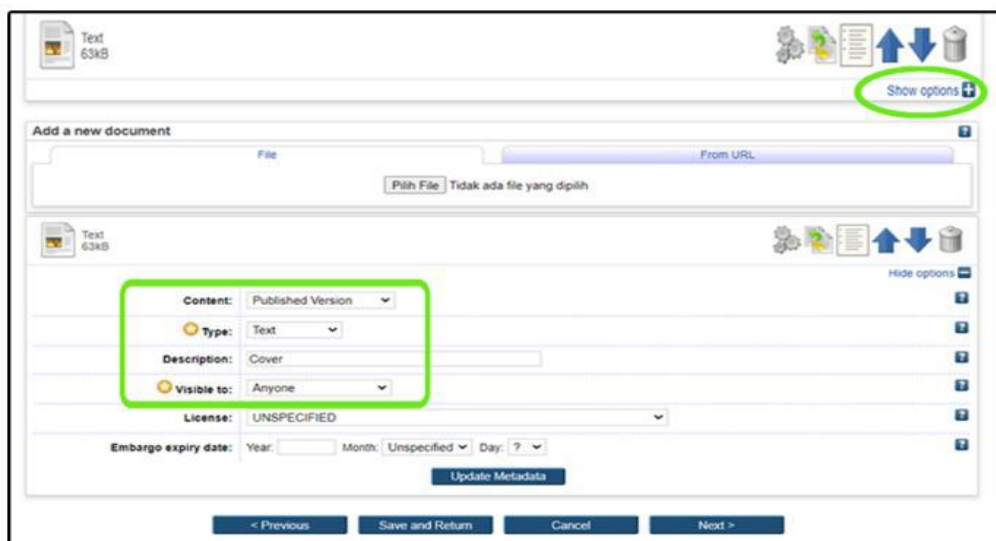 Text
63kB
Show options
Add a new document
File From URL
Pilih File Tidak ada file yang dipilih
Text
63kB
Hide options
Content: Published Version
Type: Text
Description: Cover
Visible to: Anyone
License: UNSPECIFIED
Embargo expiry date: Year: Month: Unspecified Day: ?
Update Metadata
< Previous Save and Return Cancel Next >